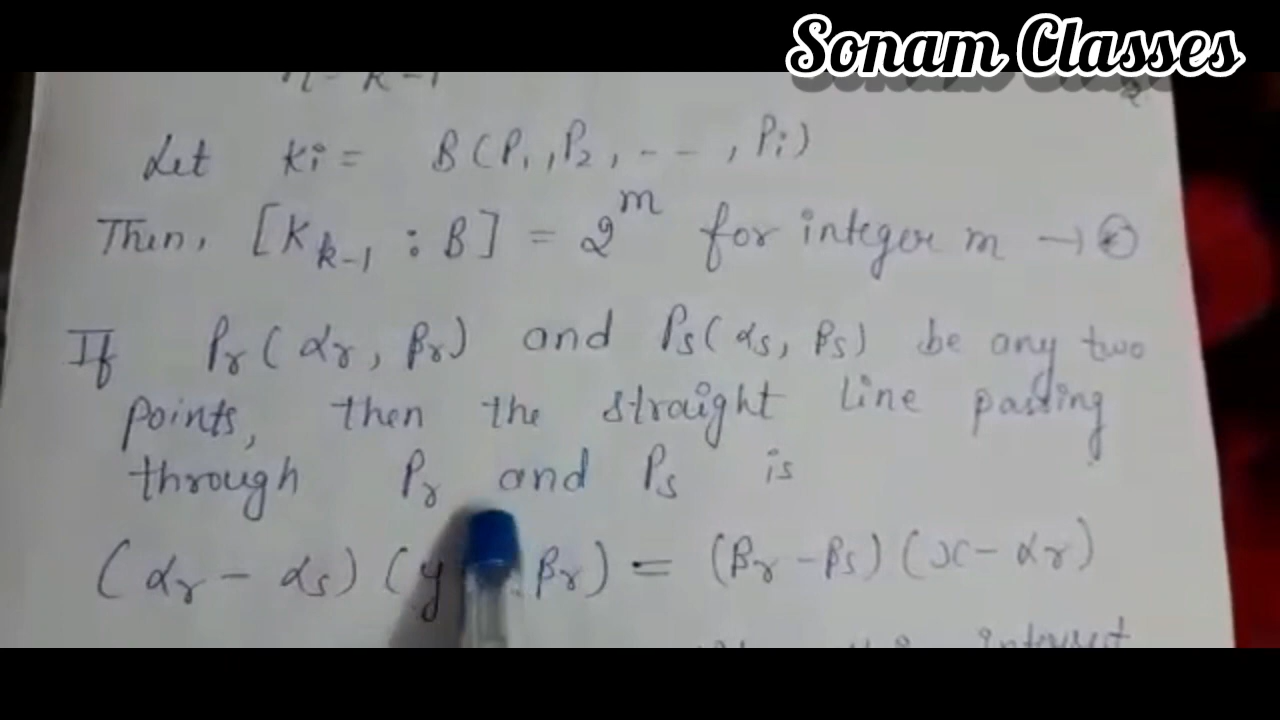 Sonam Classes
n = k-1
Let Ki = B(P1, P2, - - -, Pi)
Then, [K k-1 : B] = 2^m for integer m →
If Pr(αr, βr) and Ps(αs, βs) be any two
points, then the straight line passing
through Pr and Ps is
(αr - αs)(y βr) = (βr - βs)(x - αr)
intersect